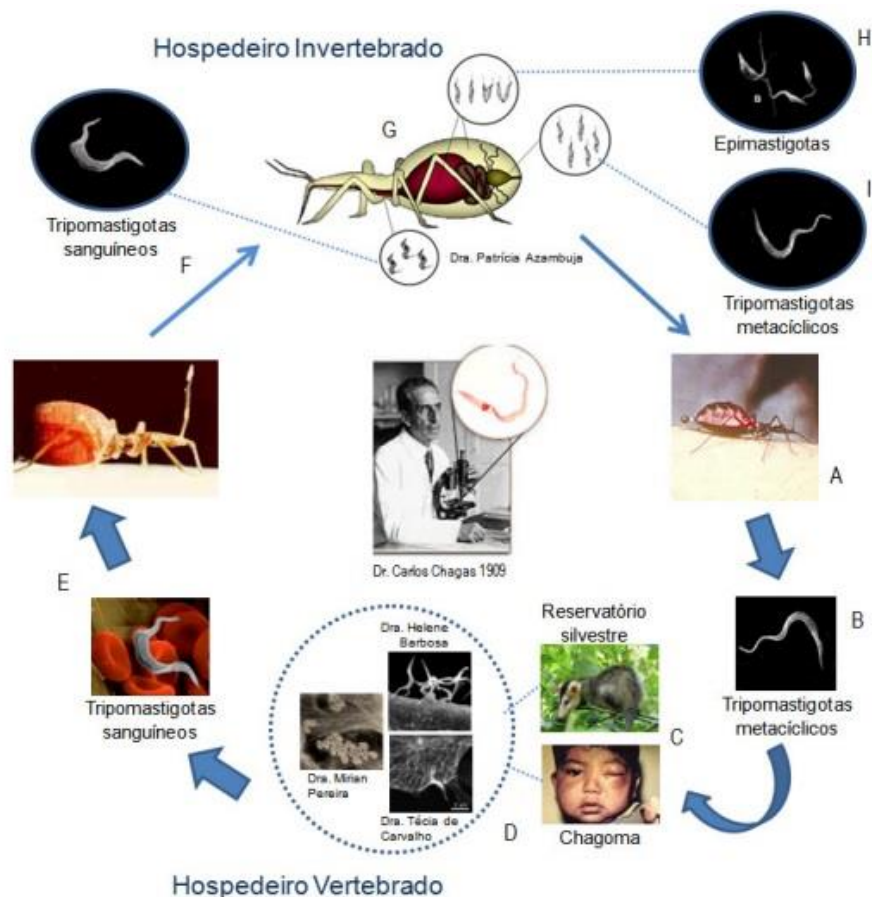 Hospedeiro Invertebrado
H
B
Epimastigotas
G
I
Tripomastigotas
sanguíneos
F
Dra. Patrícia Azambuja
Tripomastigotas
metacíclicos
A
Dr. Carlos Chagas 1909
E
B
Tripomastigotas
sanguíneos
Dra. Helene
Barbosa
Dra. Mirian
Pereira
Dra. Técia de
Carvalho
Reservatório
silvestre
C
Chagoma
D
Tripomastigotas
metacíclicos
Hospedeiro Vertebrado